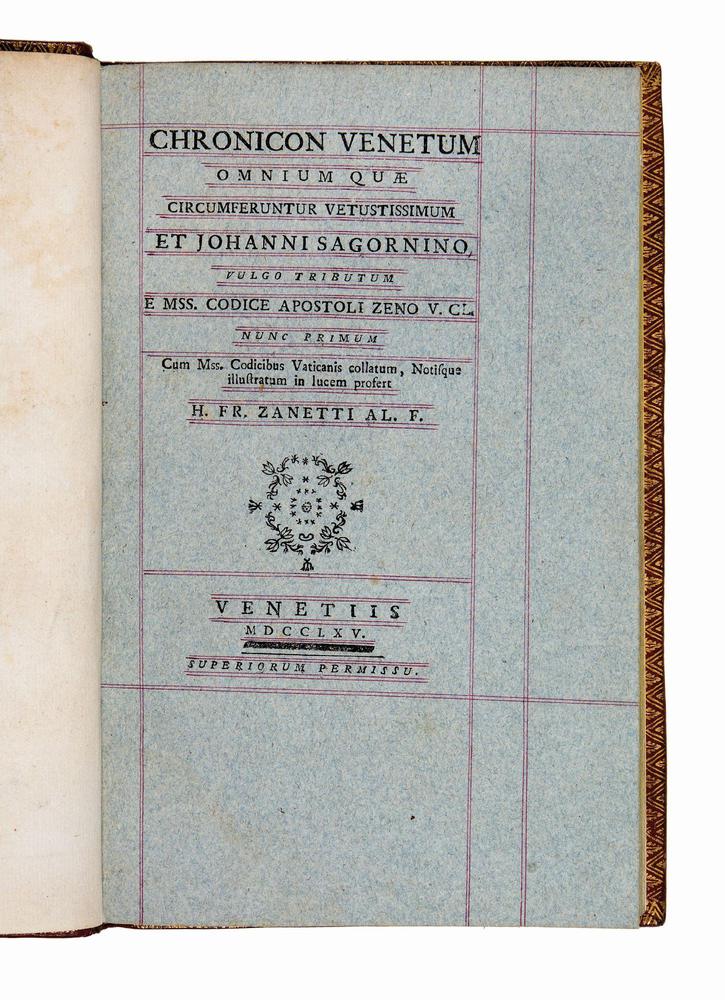 CHRONICON VENETUM
OMNIUM QUÆ
CIRCUMFERUNTUR VETUSTISSIMUM
ET JOHANNI SAGORNINO,
VULGO TRIBUTUM
E MSS. CODICE APOSTOLI ZENO V. CL.
NUNC PRIMUM
Cum Mss. Codicibus Vaticanis collatum, Notiſque
illuſtratum in lucem profert
H. FR. ZANETTI AL. F.
VENETIIS
MDCCLXV.
SUPERIORUM PERMISSU.